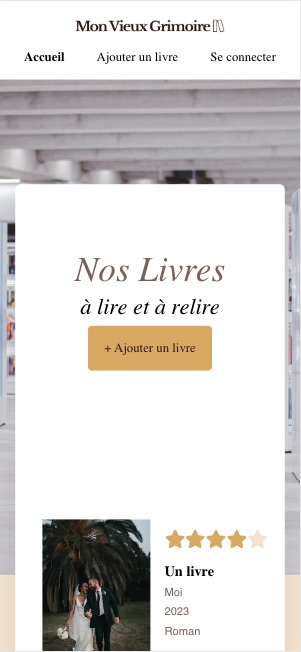 Mon Vieux Grimoire
Accueil Ajouter un livre Se connecter
Nos Livres
à lire et à relire
+ Ajouter un livre
Un livre
Moi
2023
Roman